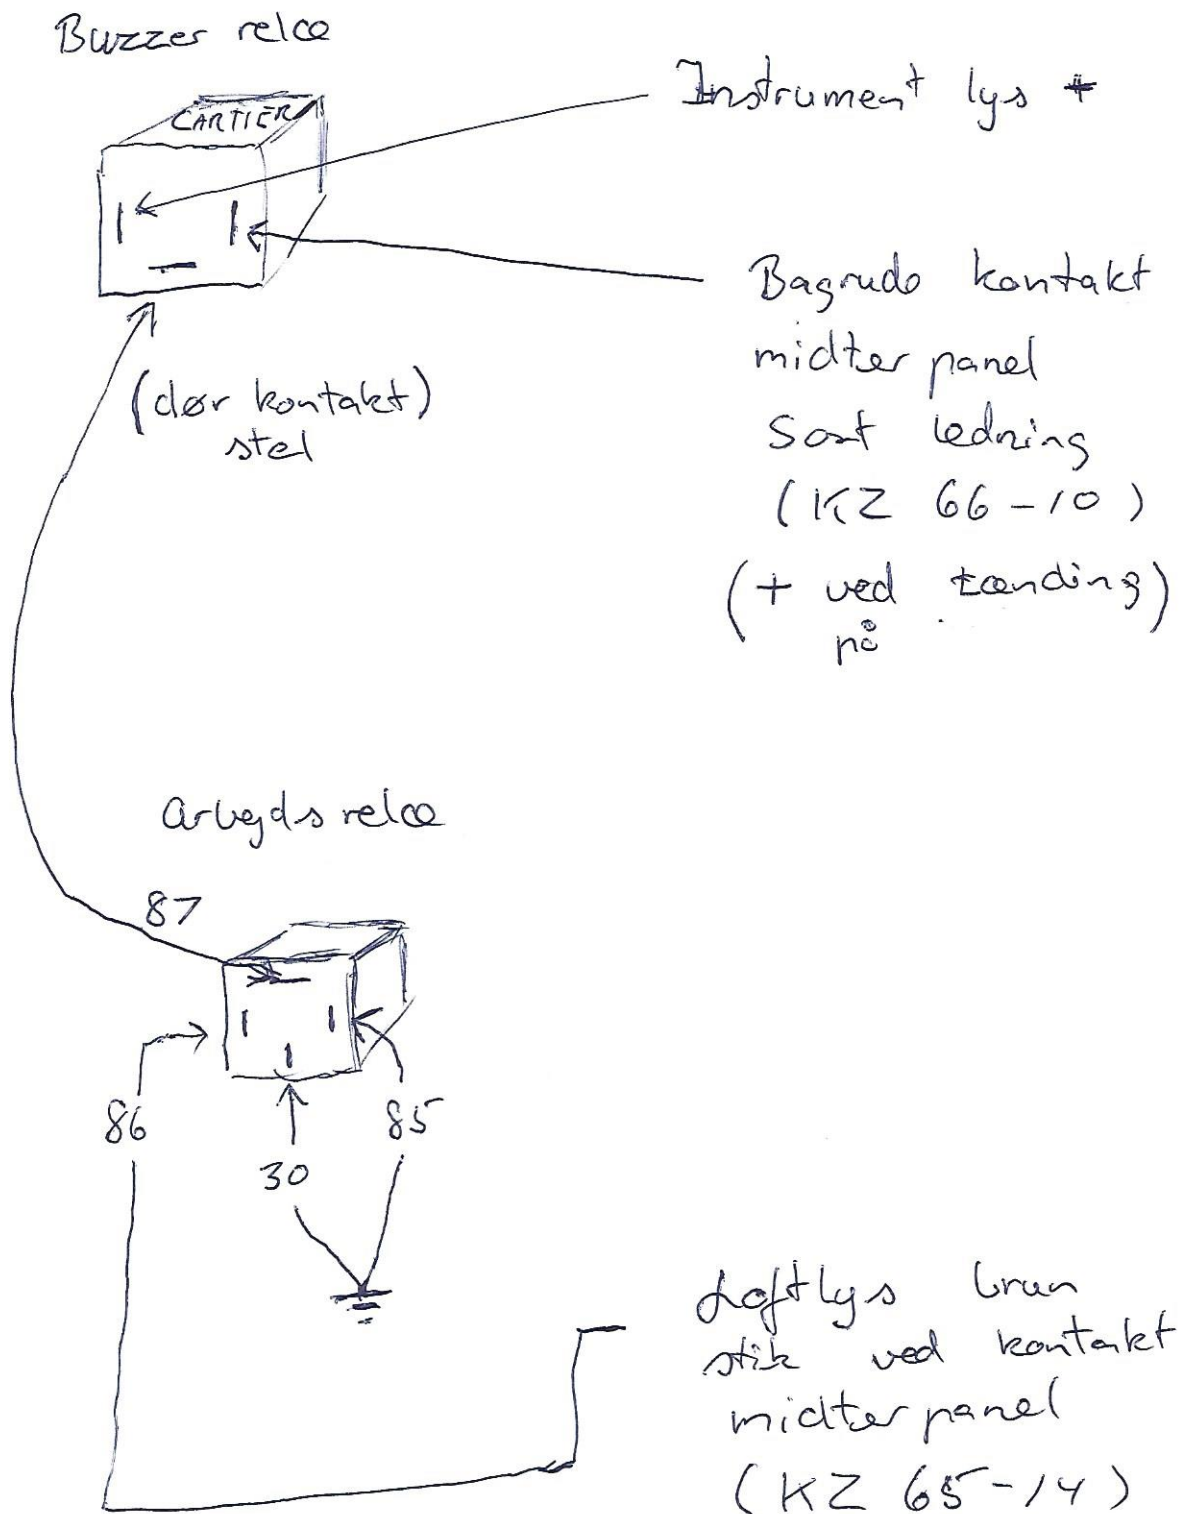 Buzzer relæ
CARTIER
Instrument lys +
Bagrude kontakt
midter panel
Sort ledning
(KZ 66-10)
(+ ved tænding)
på
(dør kontakt)
stel
Arbejds relæ
87
86
85
30
Loftlys brun
stik ved kontakt
midter panel
(KZ 65-14)